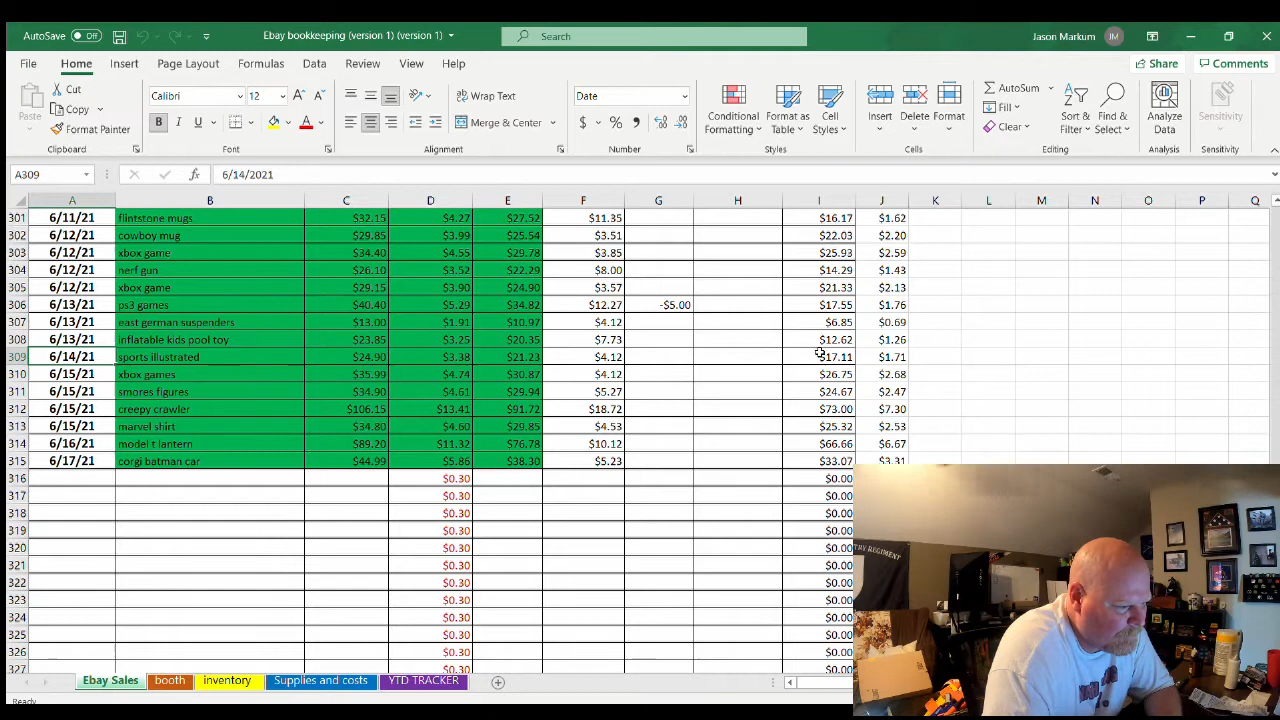 AutoSave Off Ebay bookkeeping (version 1) (version 1) Search Jason Markum JM
File Home Insert Page Layout Formulas Data Review View Help Share Comments
Paste Cut Copy Format Painter Calibri 12 B I U A A Wrap Text Merge & Center Date $ % , Conditional Formatting Format as Table Cell Styles Insert Delete Format AutoSum Fill Clear Sort & Filter Find & Select Analyze Data Sensitivity
Clipboard Font Alignment Number Styles Cells Editing Analysis Sensitivity
A309 fx 6/14/2021
A B C D E F G H I J K L M N O P Q
301 6/11/21 flintstone mugs $32.15 $4.27 $27.52 $11.35 $16.17 $1.62
302 6/12/21 cowboy mug $29.85 $3.99 $25.54 $3.51 $22.03 $2.20
303 6/12/21 xbox game $34.40 $4.55 $29.78 $3.85 $25.93 $2.59
304 6/12/21 nerf gun $26.10 $3.52 $22.29 $8.00 $14.29 $1.43
305 6/12/21 xbox game $29.15 $3.90 $24.90 $3.57 $21.33 $2.13
306 6/13/21 ps3 games $40.40 $5.29 $34.82 $12.27 -$5.00 $17.55 $1.76
307 6/13/21 east german suspenders $13.00 $1.91 $10.97 $4.12 $6.85 $0.69
308 6/13/21 inflatable kids pool toy $23.85 $3.25 $20.35 $7.73 $12.62 $1.26
309 6/14/21 sports illustrated $24.90 $3.38 $21.23 $4.12 $17.11 $1.71
310 6/15/21 xbox games $35.99 $4.74 $30.87 $4.12 $26.75 $2.68
311 6/15/21 smores figures $34.90 $4.61 $29.94 $5.27 $24.67 $2.47
312 6/15/21 creepy crawler $106.15 $13.41 $91.72 $18.72 $73.00 $7.30
313 6/15/21 marvel shirt $34.80 $4.60 $29.85 $4.53 $25.32 $2.53
314 6/16/21 model t lantern $89.20 $11.32 $76.78 $10.12 $66.66 $6.67
315 6/17/21 corgi batman car $44.99 $5.86 $38.30 $5.23 $33.07 $3.31
316 $0.30 $0.00
317 $0.30 $0.00
318 $0.30 $0.00
319 $0.30 $0.00
320 $0.30 $0.00
321 $0.30 $0.00
322 $0.30 $0.00
323 $0.30 $0.00
324 $0.30 $0.00
325 $0.30 $0.00
326 $0.30 $0.00
327 $0.30 $0.00
TRY REGIMENT
Ebay Sales booth inventory Supplies and costs YTD TRACKER
Ready